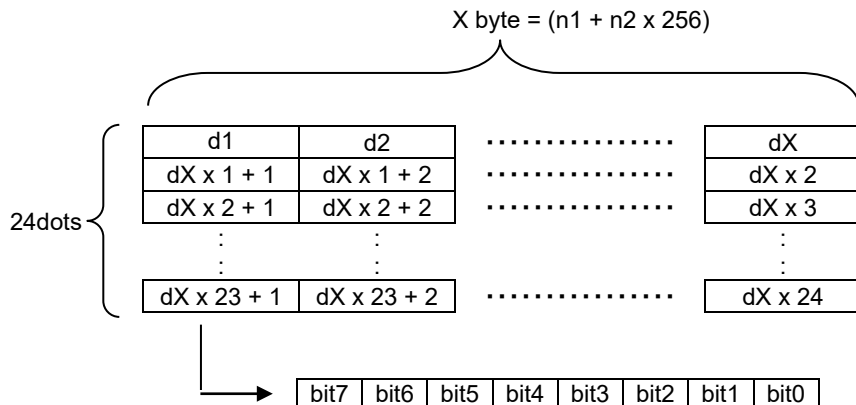 X byte = (n1 + n2 x 256)
d1 d2 ················· dX
dX x 1 + 1 dX x 1 + 2 ················· dX x 2
24dots dX x 2 + 1 dX x 2 + 2 ················· dX x 3
: : :
: : :
dX x 23 + 1 dX x 23 + 2 ················· dX x 24
bit7 bit6 bit5 bit4 bit3 bit2 bit1 bit0